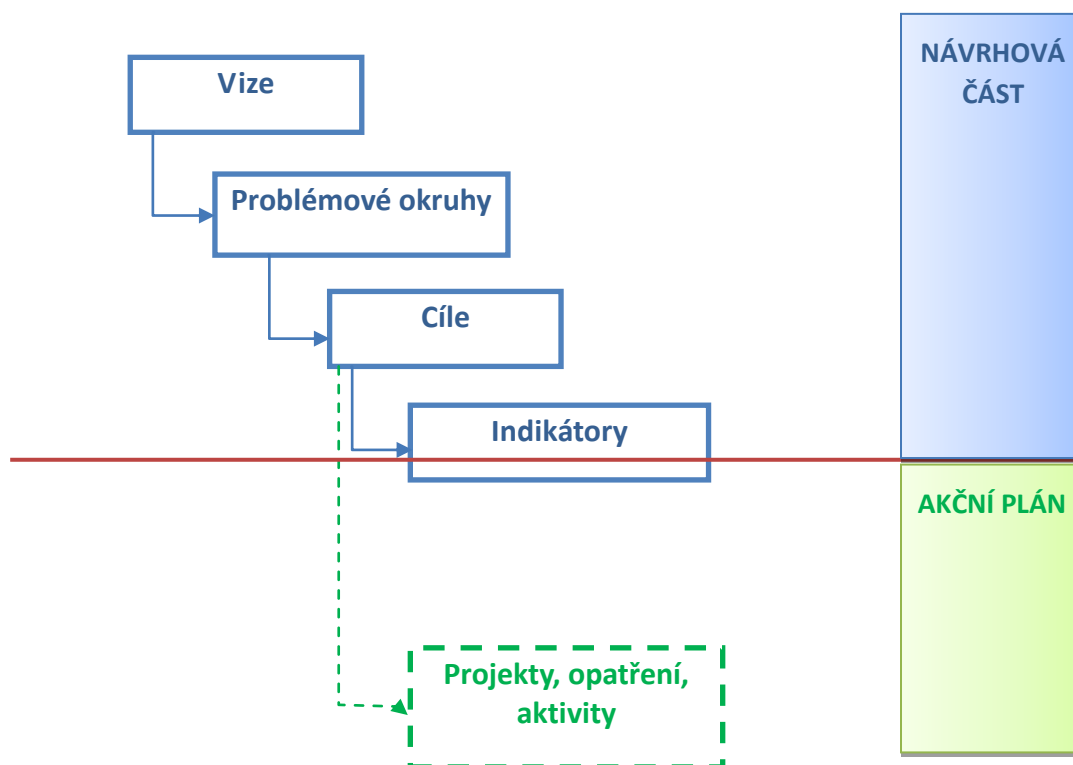 Vize
NÁVRHOVÁ
ČÁST
Problémové okruhy
Cíle
Indikátory
AKČNÍ PLÁN
Projekty, opatření,
aktivity